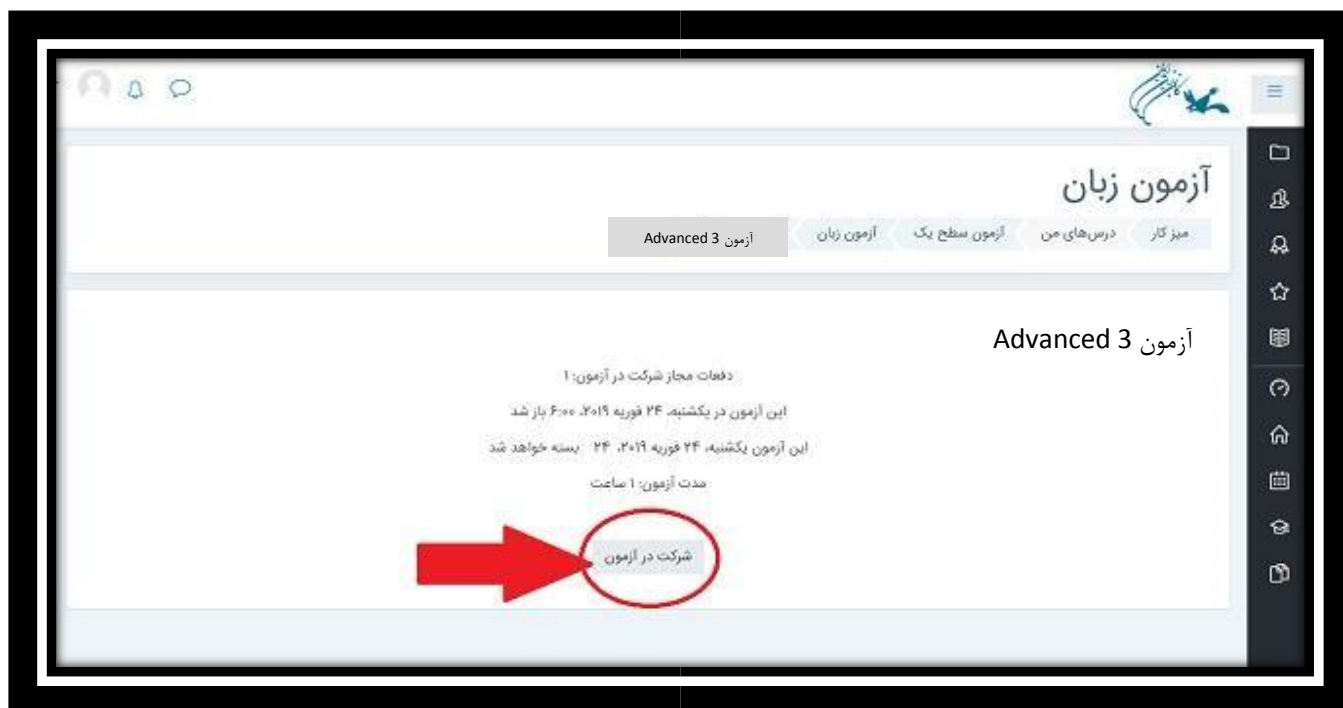 آزمون زبان
میز کار درس‌های من آزمون سطح یک آزمون زبان آزمون Advanced 3
آزمون Advanced 3
دفعات مجاز شرکت در آزمون: ۱
این آزمون در یکشنبه، ۲۴ فوریه ۲۰۱۹، ۶:۰۰ باز شد
این آزمون یکشنبه، ۲۴ فوریه ۲۰۱۹، ۲۴ بسته خواهد شد
مدت آزمون: ۱ ساعت
شرکت در آزمون